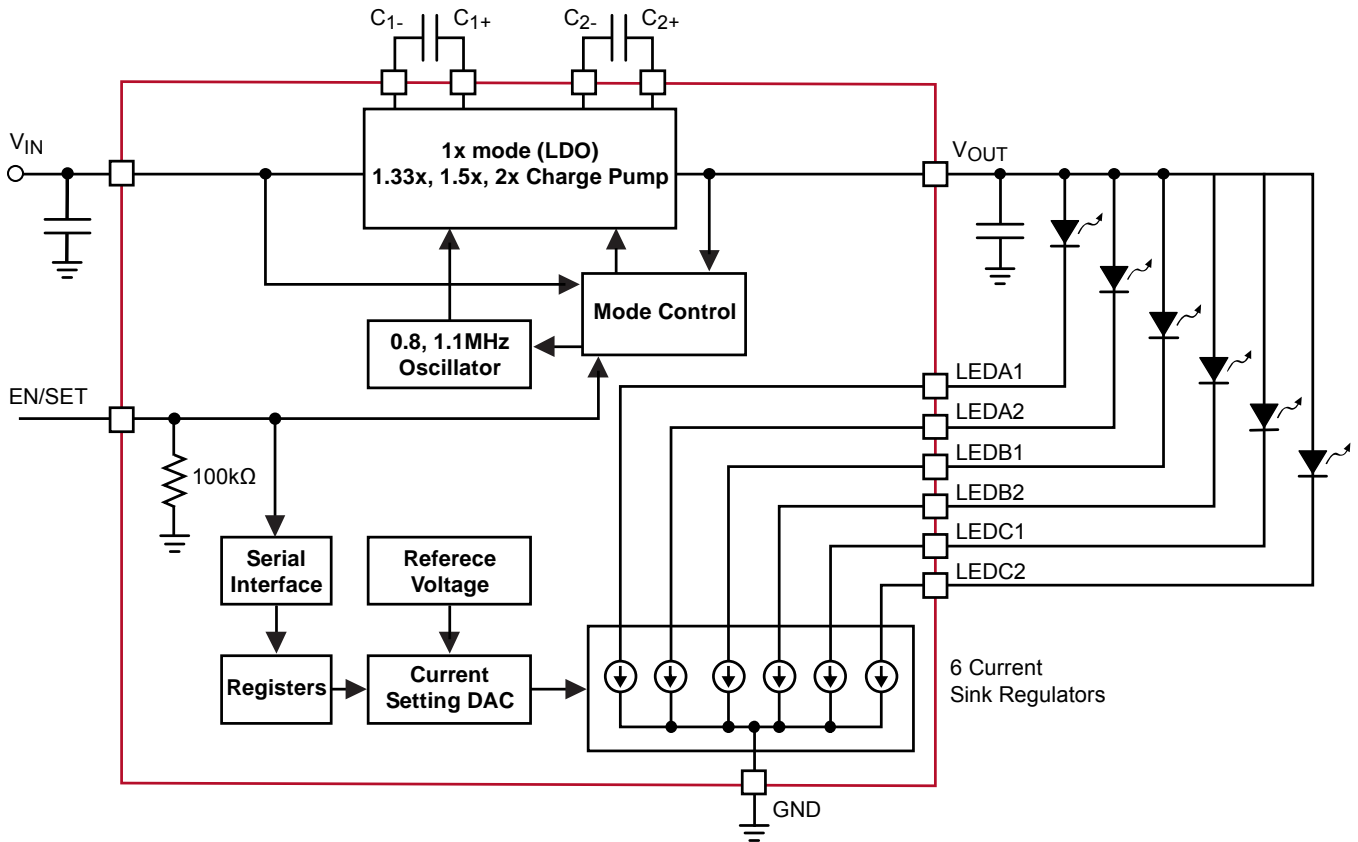 C1- C1+ C2- C2+
VIN
1x mode (LDO)
1.33x, 1.5x, 2x Charge Pump
VOUT
Mode Control
0.8, 1.1MHz
Oscillator
EN/SET
LEDA1
LEDA2
LEDB1
LEDB2
LEDC1
LEDC2
100kΩ
Serial
Interface
Referece
Voltage
Registers
Current
Setting DAC
6 Current
Sink Regulators
GND